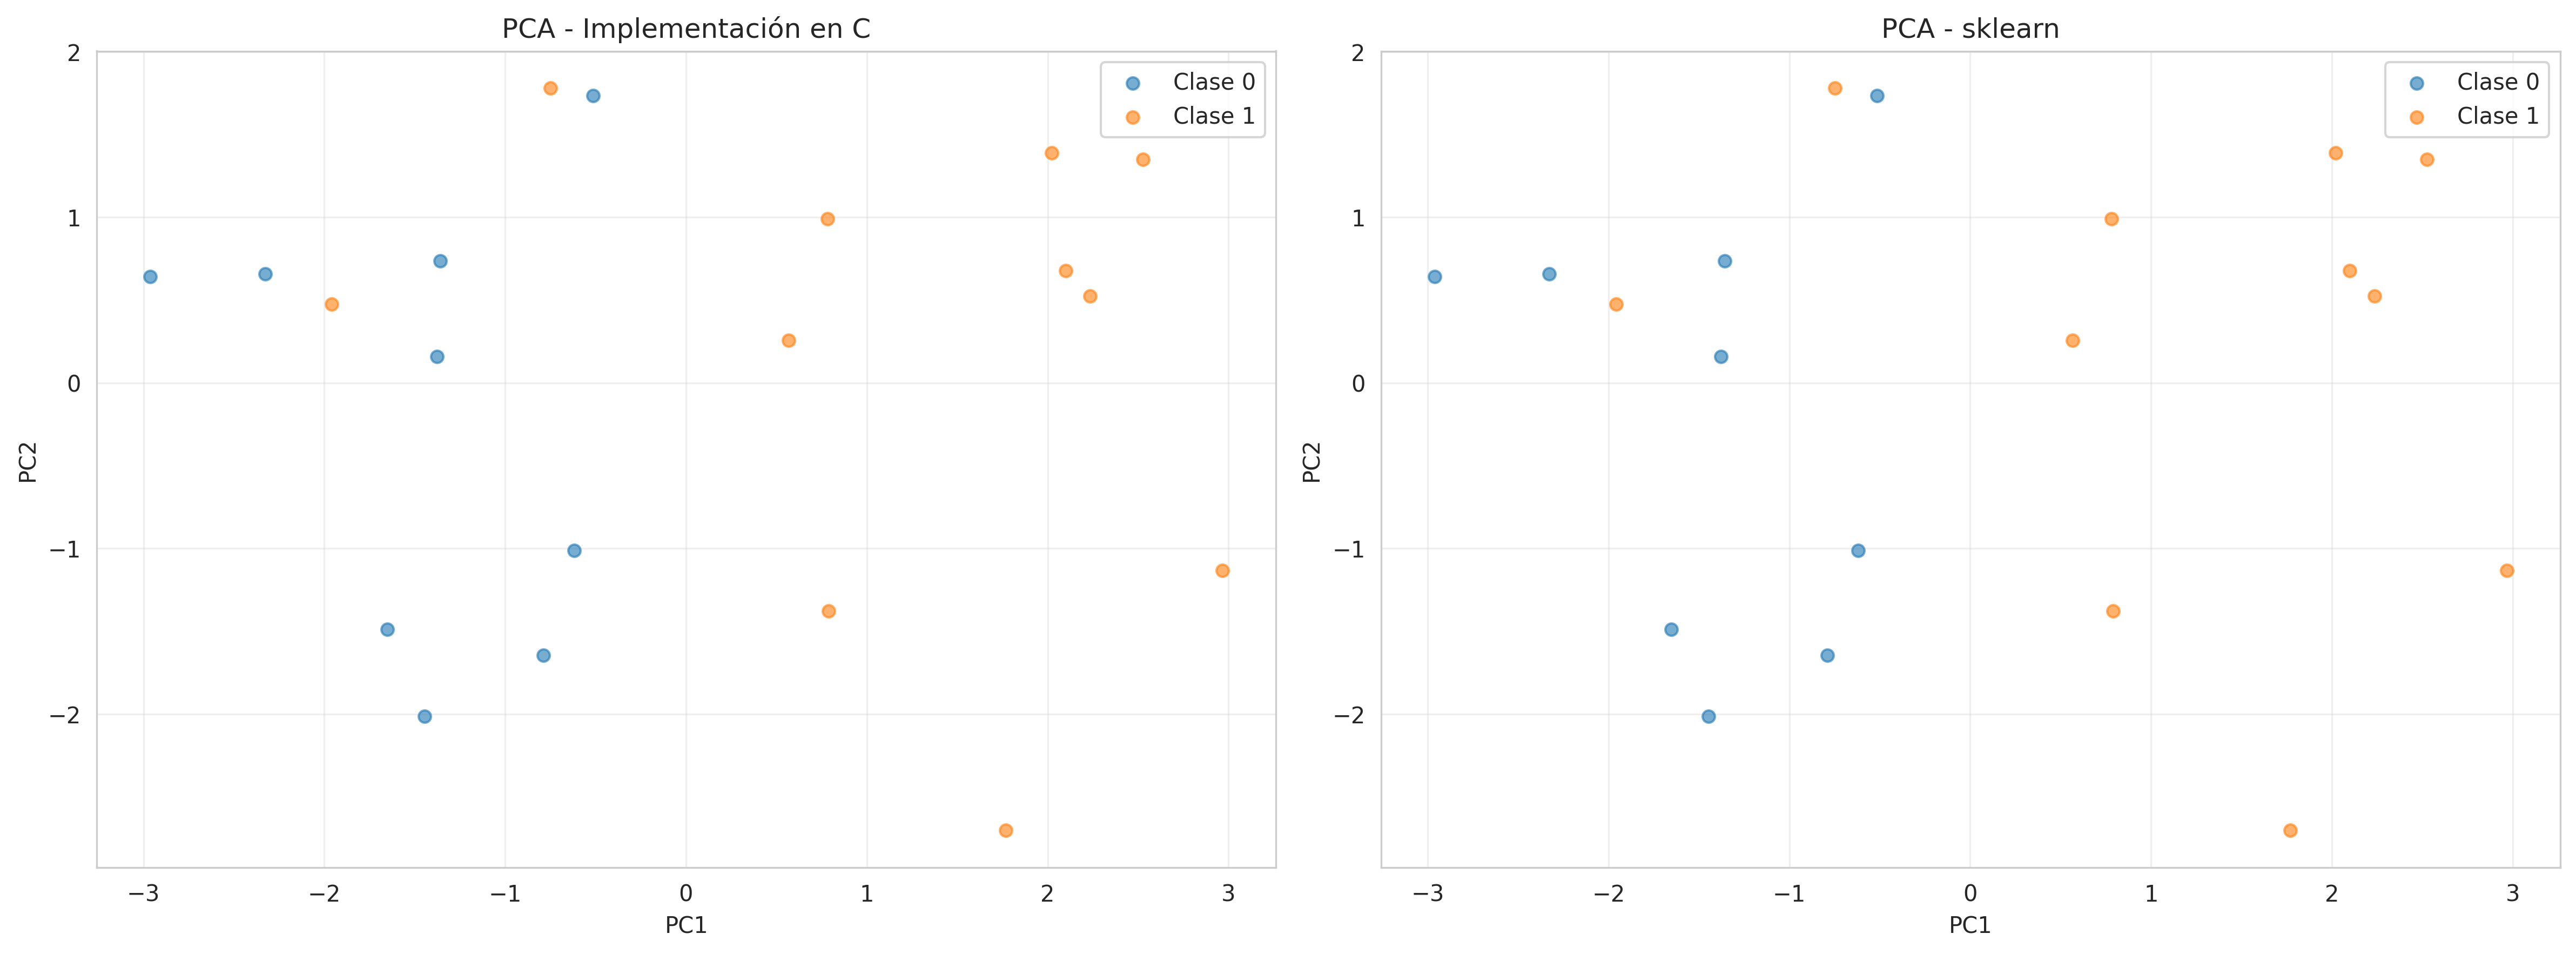 PCA - Implementación en C
2
1
0
−1
−2
PC2
−3 −2 −1 0 1 2 3
PC1
Clase 0
Clase 1
PCA - sklearn
2
1
0
−1
−2
PC2
−3 −2 −1 0 1 2 3
PC1
Clase 0
Clase 1